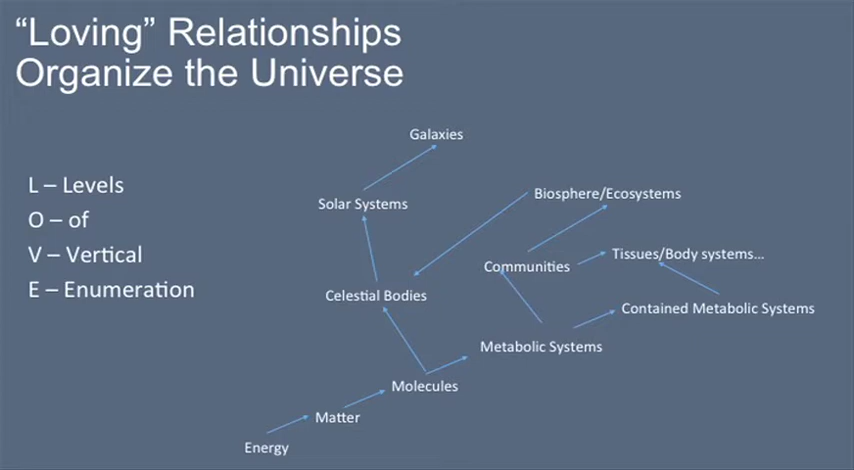 “Loving” Relationships
Organize the Universe
Galaxies
L – Levels
Biosphere/Ecosystems
Solar Systems
O – of
V – Vertical
Tissues/Body systems...
Communities
E – Enumeration
Celestial Bodies
Contained Metabolic Systems
Metabolic Systems
Molecules
Matter
Energy